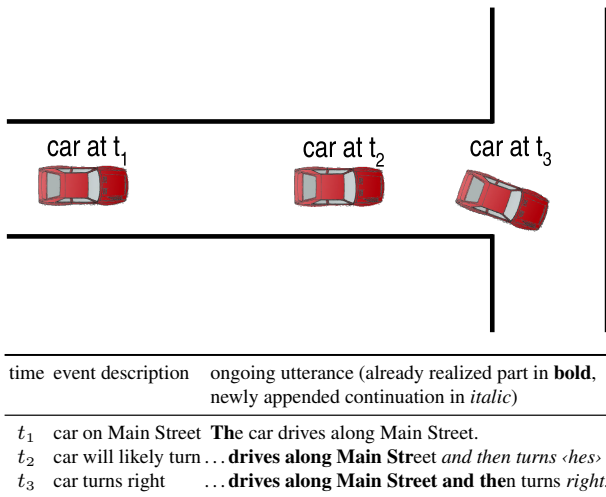 car at t1 car at t2 car at t3
time event description ongoing utterance (already realized part in bold,
newly appended continuation in italic)
t1 car on Main Street The car drives along Main Street.
t2 car will likely turn ...drives along Main Street and then turns ‹hes›
t3 car turns right ...drives along Main Street and then turns right.